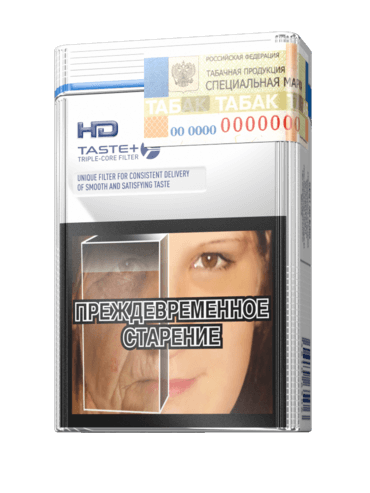 РОССИЙСКАЯ ФЕДЕРАЦИЯ
ТАБАЧНАЯ ПРОДУКЦИЯ
СПЕЦИАЛЬНАЯ МАР
ТАБАК ТАБАК Т
00 0000 0000000
HD
TASTE+
TRIPLE-CORE FILTER
UNIQUE FILTER FOR CONSISTENT DELIVERY
OF SMOOTH AND SATISFYING TASTE
ПРЕЖДЕВРЕМЕННОЕ
СТАРЕНИЕ